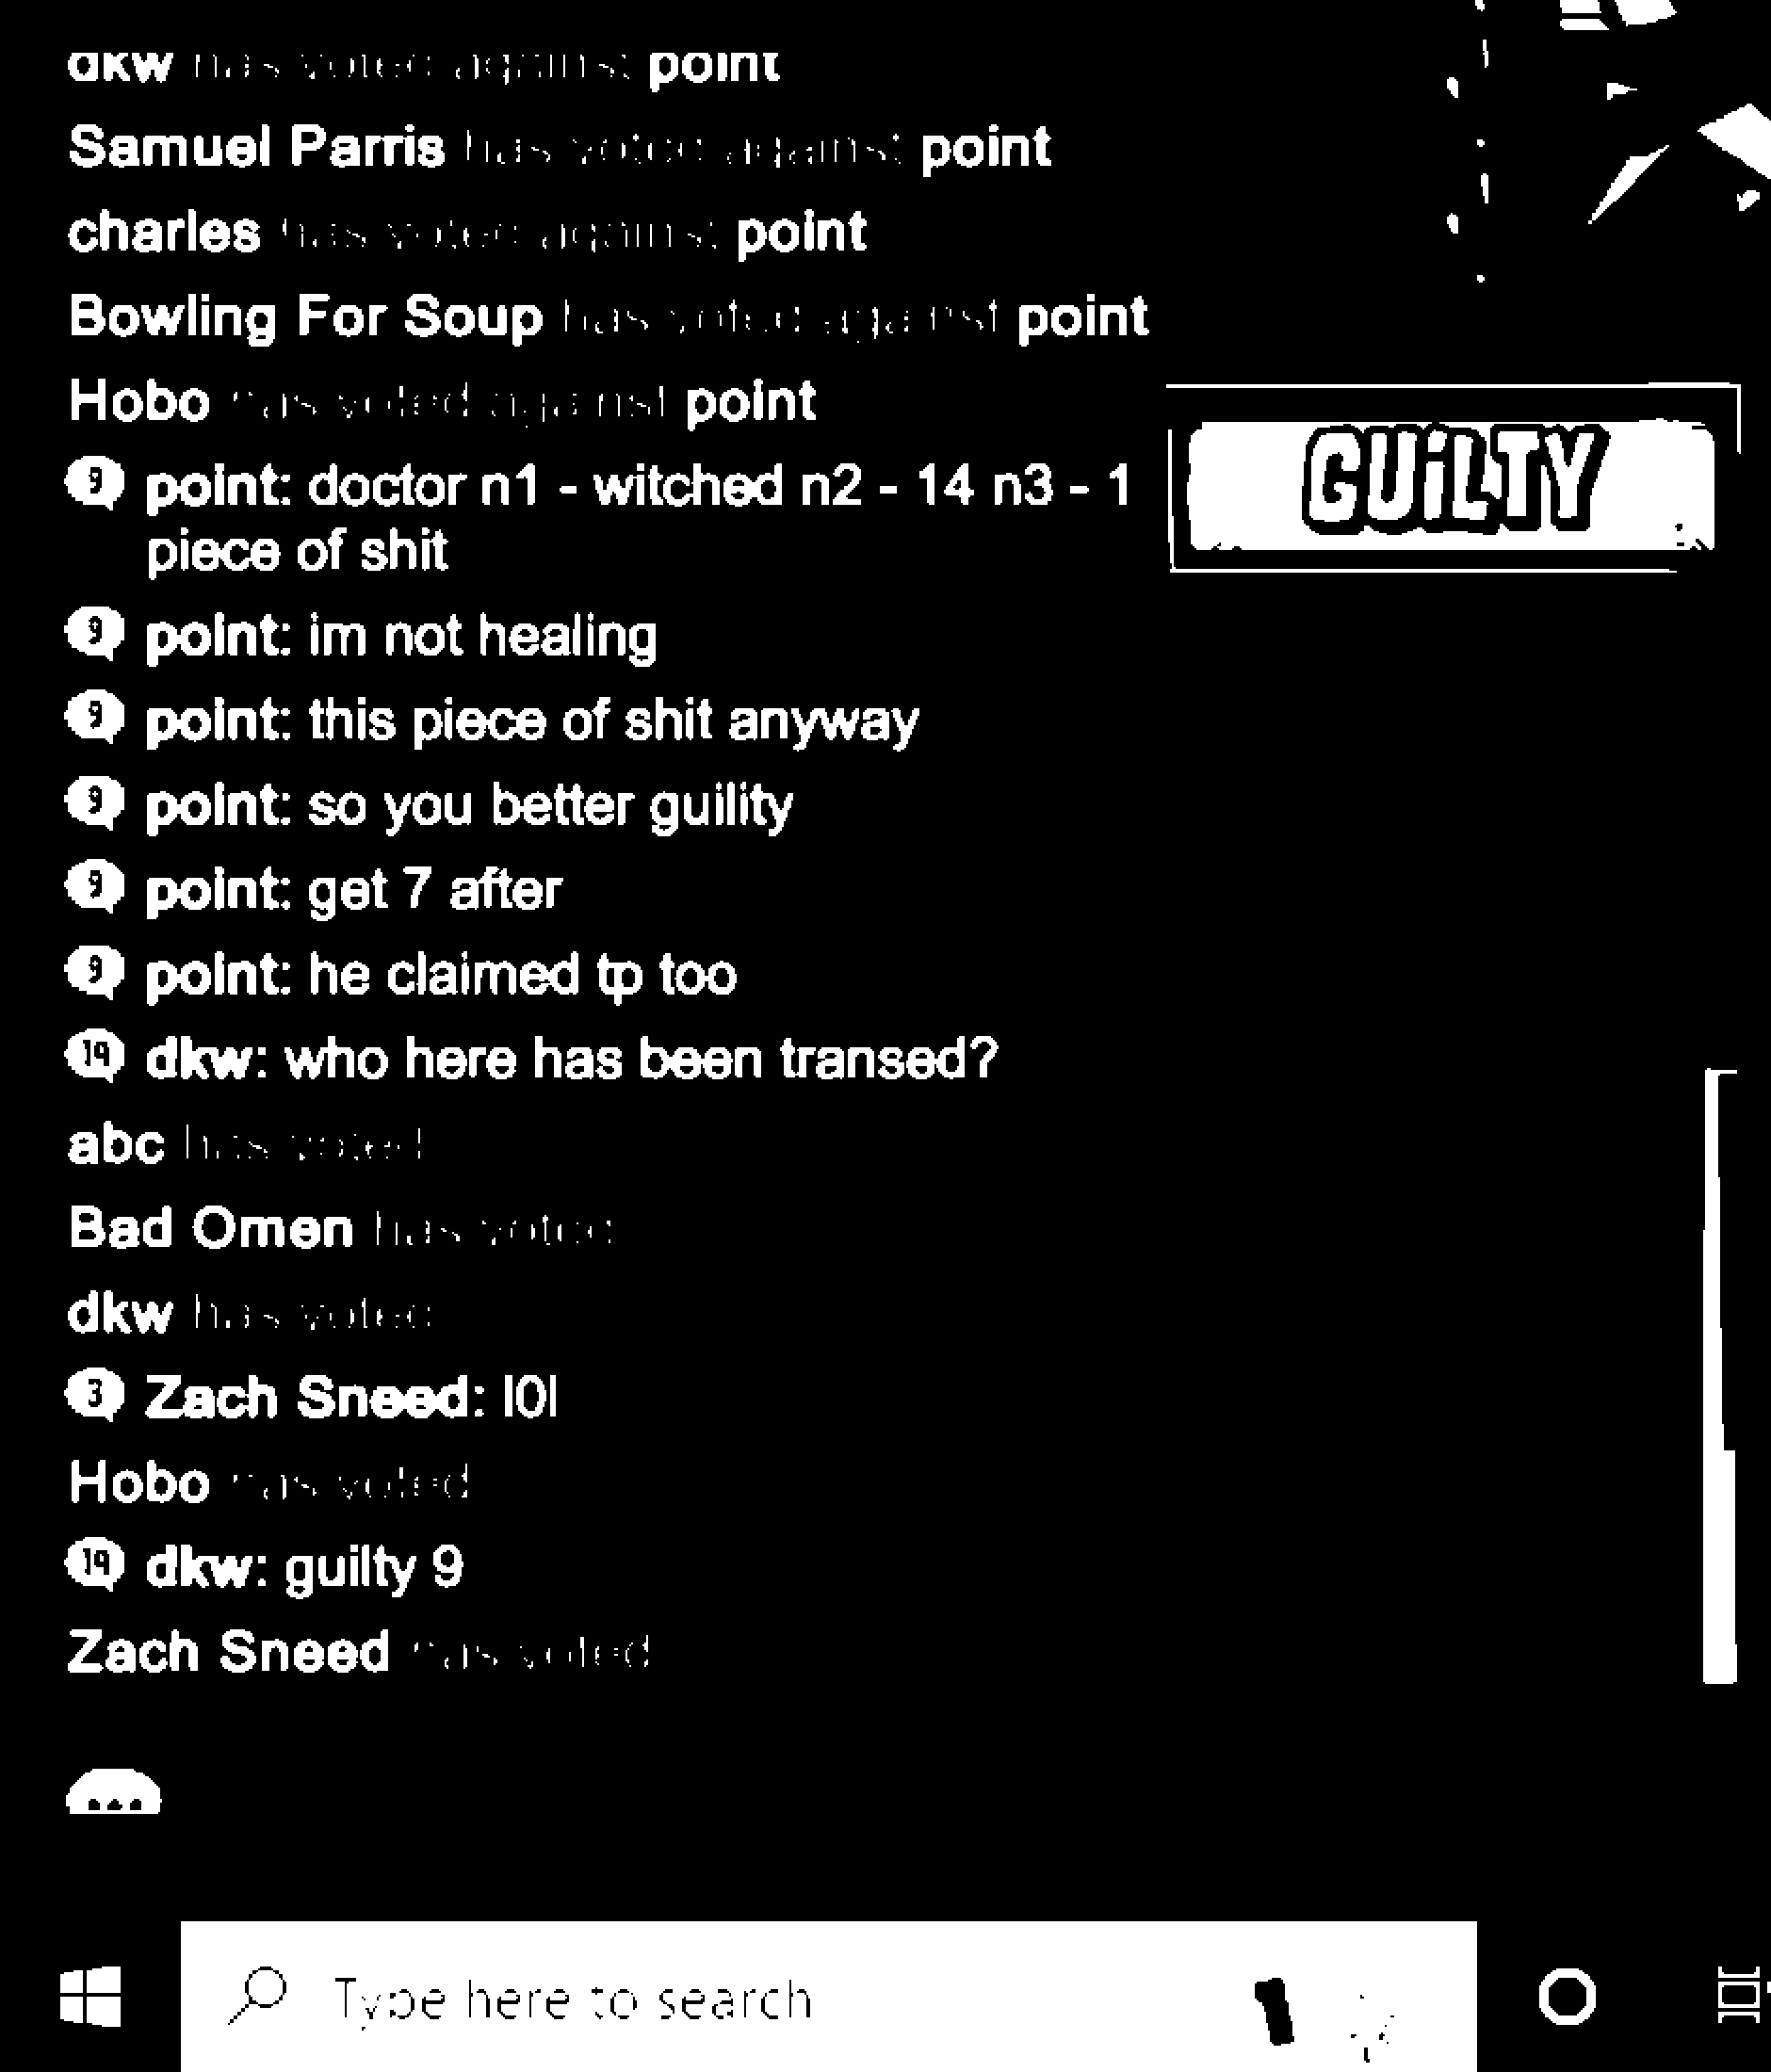 dkw has voted against point
Samuel Parris has voted against point
charles has voted against point
Bowling For Soup has voted against point
Hobo has voted against point
9 point: doctor n1 - witched n2 - 14 n3 - 1
piece of shit
GUiLTY
9 point: im not healing
9 point: this piece of shit anyway
9 point: so you better guility
9 point: get 7 after
9 point: he claimed tp too
14 dkw: who here has been transed?
abc has voted
Bad Omen has voted
dkw has voted
3 Zach Sneed: l0l
Hobo has voted
14 dkw: guilty 9
Zach Sneed has voted
Type here to search